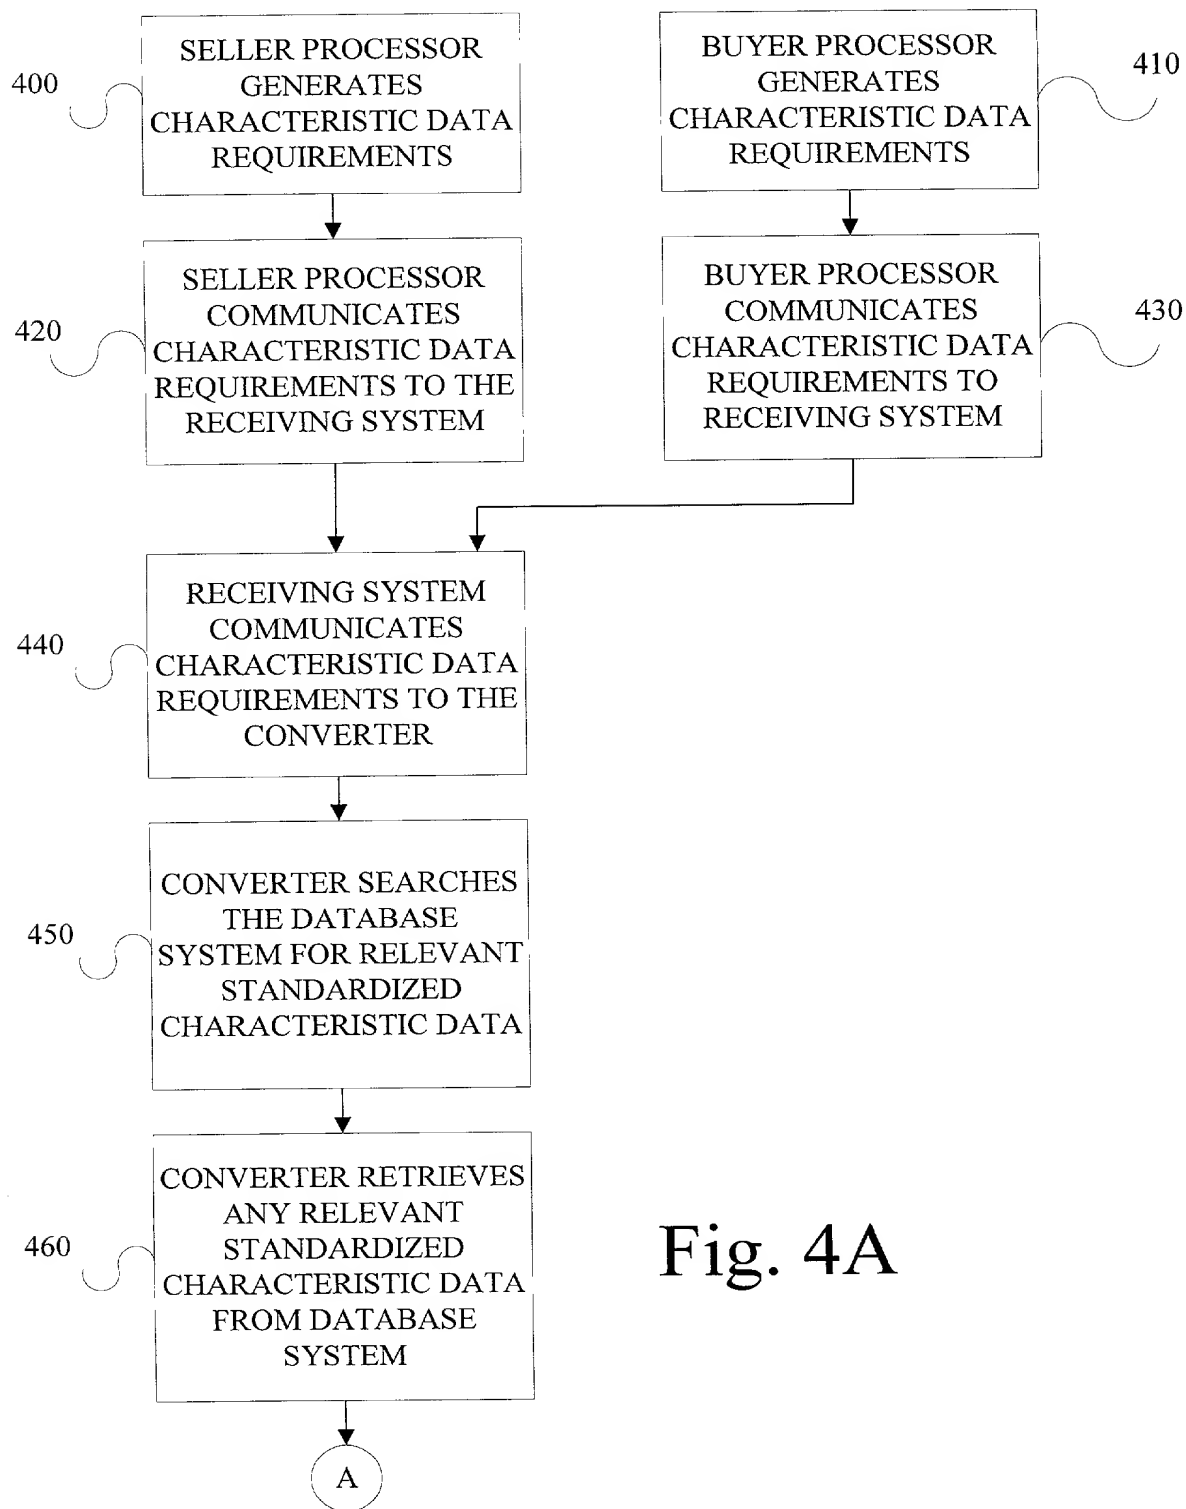 400
SELLER PROCESSOR
GENERATES
CHARACTERISTIC DATA
REQUIREMENTS
BUYER PROCESSOR
GENERATES
CHARACTERISTIC DATA
REQUIREMENTS
410
420
SELLER PROCESSOR
COMMUNICATES
CHARACTERISTIC DATA
REQUIREMENTS TO THE
RECEIVING SYSTEM
BUYER PROCESSOR
COMMUNICATES
CHARACTERISTIC DATA
REQUIREMENTS TO
RECEIVING SYSTEM
430
440
RECEIVING SYSTEM
COMMUNICATES
CHARACTERISTIC DATA
REQUIREMENTS TO THE
CONVERTER
450
CONVERTER SEARCHES
THE DATABASE
SYSTEM FOR RELEVANT
STANDARDIZED
CHARACTERISTIC DATA
460
CONVERTER RETRIEVES
ANY RELEVANT
STANDARDIZED
CHARACTERISTIC DATA
FROM DATABASE
SYSTEM
Fig. 4A
A